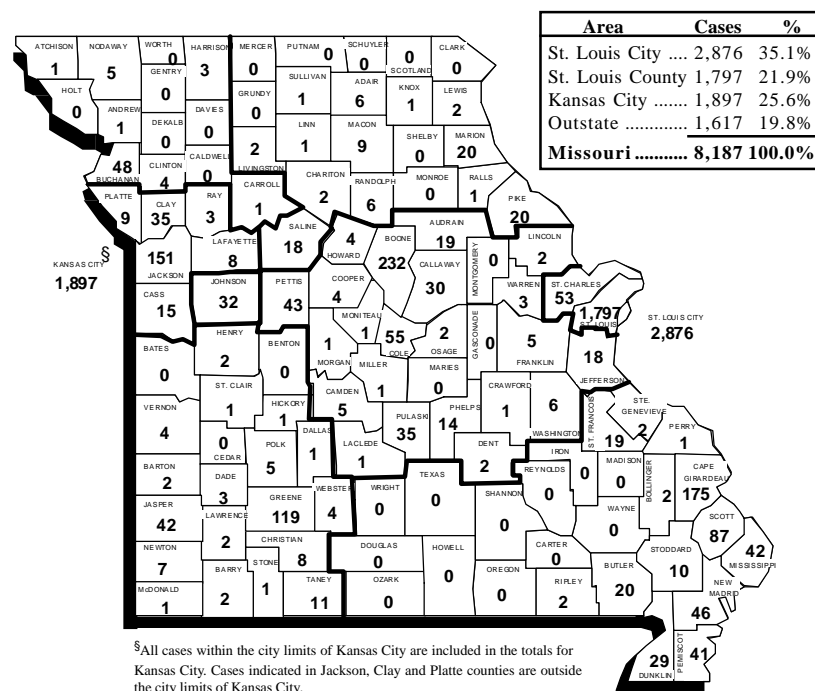 Area Cases %
St. Louis City .... 2,876 35.1%
St. Louis County 1,797 21.9%
Kansas City ....... 1,897 25.6%
Outstate ............. 1,617 19.8%
Missouri ........... 8,187 100.0%
ATCHISON
1
NODAWAY
5
WORTH
0
HARRISON
3
MERCER
0
PUTNAM
0
SCHUYLER
0
SCOTLAND
0
CLARK
0
HOLT
0
GENTRY
0
GRUNDY
0
SULLIVAN
1
ADAIR
6
KNOX
1
LEWIS
2
ANDREW
1
DEKALB
0
DAVIES
0
LIVINGSTON
2
LINN
1
MACON
9
SHELBY
0
MARION
20
BUCHANAN
48
CLINTON
4
CALDWELL
0
CARROLL
1
CHARITON
2
RANDOLPH
6
MONROE
0
RALLS
1
PIKE
20
PLATTE
9
CLAY
35
RAY
3
SALINE
18
HOWARD
4
BOONE
232
AUDRAIN
19
MONTGOMERY
0
LINCOLN
2
KANSAS CITY §
1,897
151
JACKSON
LAFAYETTE
8
COOPER
4
CALLAWAY
30
WARREN
3
ST. CHARLES
53
1,797
ST. LOUIS
ST. LOUIS CITY
2,876
CASS
15
JOHNSON
32
PETTIS
43
MONITEAU
1
55
COLE
2
OSAGE
GASCONADE
0
5
FRANKLIN
18
JEFFERSON
BATES
0
HENRY
2
BENTON
0
1
MORGAN
MILLER
1
MARIES
0
CRAWFORD
1
6
WASHINGTON
ST. FRANCOIS
19
STE.
GENEVIEVE
2
PERRY
1
VERNON
4
ST. CLAIR
1
HICKORY
1
CAMDEN
5
PULASKI
35
PHELPS
14
DENT
2
IRON
0
MADISON
0
BOLLINGER
2
CAPE
GIRARDEAU
175
0
CEDAR
POLK
5
DALLAS
1
LACLEDE
1
TEXAS
0
REYNOLDS
0
BARTON
2
DADE
3
GREENE
119
WEBSTER
4
WRIGHT
0
SHANNON
0
WAYNE
0
SCOTT
87
JASPER
42
LAWRENCE
2
CHRISTIAN
8
DOUGLAS
0
HOWELL
0
CARTER
0
BUTLER
20
STODDARD
10
42
MISSISSIPPI
NEWTON
7
BARRY
2
STONE
1
TANEY
11
OZARK
0
OREGON
0
RIPLEY
2
NEW
MADRID
46
McDONALD
1
29
DUNKLIN
PEMISCOT
41
§All cases within the city limits of Kansas City are included in the totals for
Kansas City. Cases indicated in Jackson, Clay and Platte counties are outside
the city limits of Kansas City.